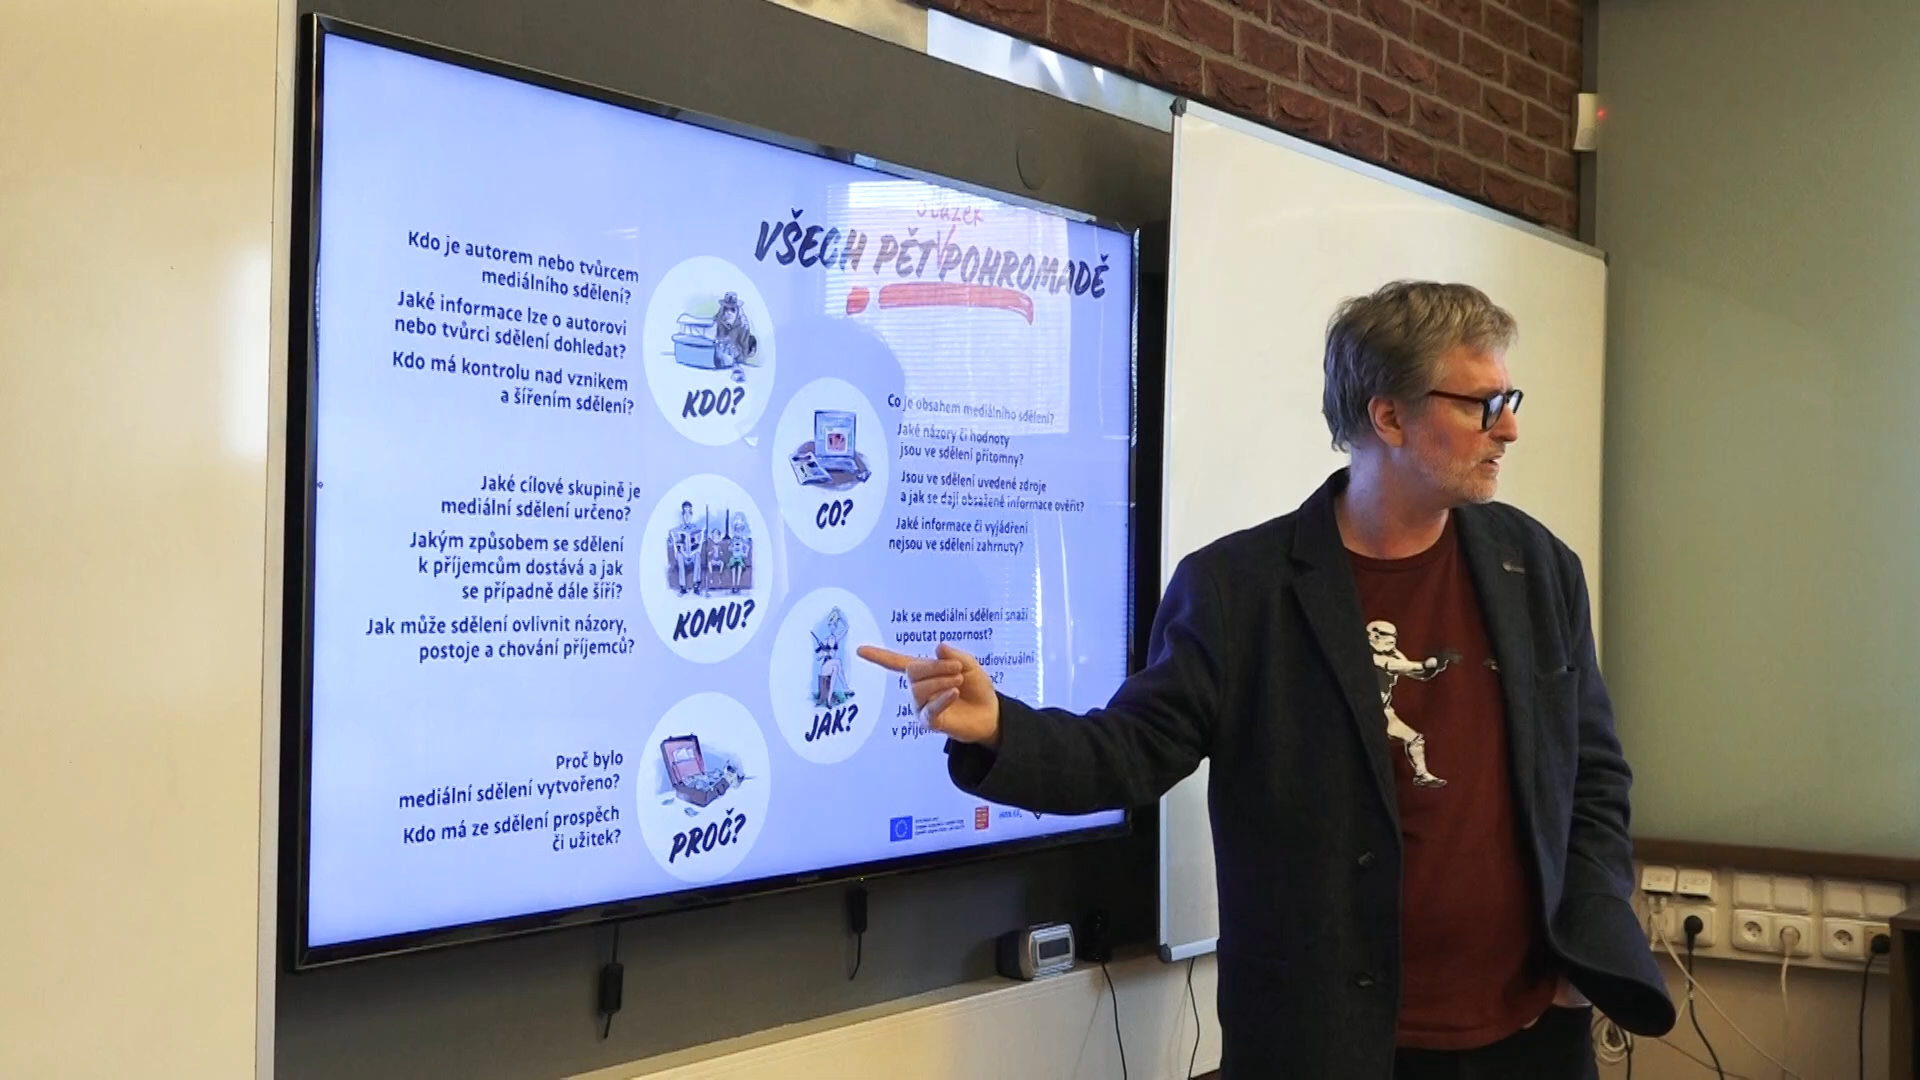 otázek
VŠECH PĚT POHROMADĚ
Kdo je autorem nebo tvůrcem
mediálního sdělení?
Jaké informace lze o autorovi
nebo tvůrci sdělení dohledat?
Kdo má kontrolu nad vznikem
a šířením sdělení?
KDO?
Co je obsahem mediálního sdělení?
Jaké názory či hodnoty
jsou ve sdělení přítomny?
Jsou ve sdělení uvedené zdroje
a jak se dají obsažené informace ověřit?
Jaké informace či vyjádření
nejsou ve sdělení zahrnuty?
CO?
Jaké cílové skupině je
mediální sdělení určeno?
Jakým způsobem se sdělení
k příjemcům dostává a jak
se případně dále šíří?
Jak může sdělení ovlivnit názory,
postoje a chování příjemců?
KOMU?
Jak se mediální sdělení snaží
upoutat pozornost?
JAK?
Proč bylo
mediální sdělení vytvořeno?
Kdo má ze sdělení prospěch
či užitek?
PROČ?